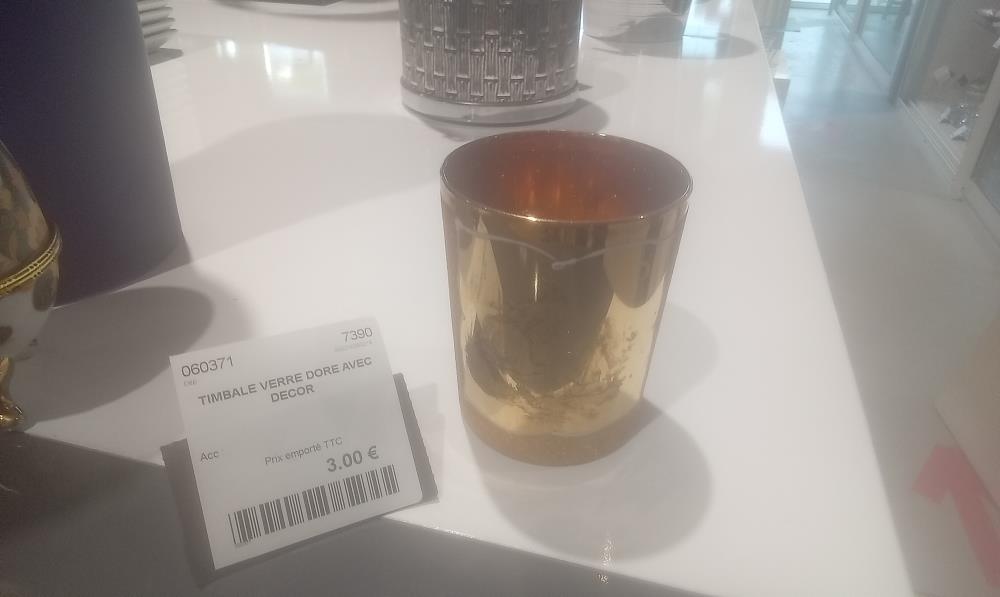 060371 7390
TIMBALE VERRE DORE AVEC
DECOR
Acc Prix emporté TTC
3.00 €